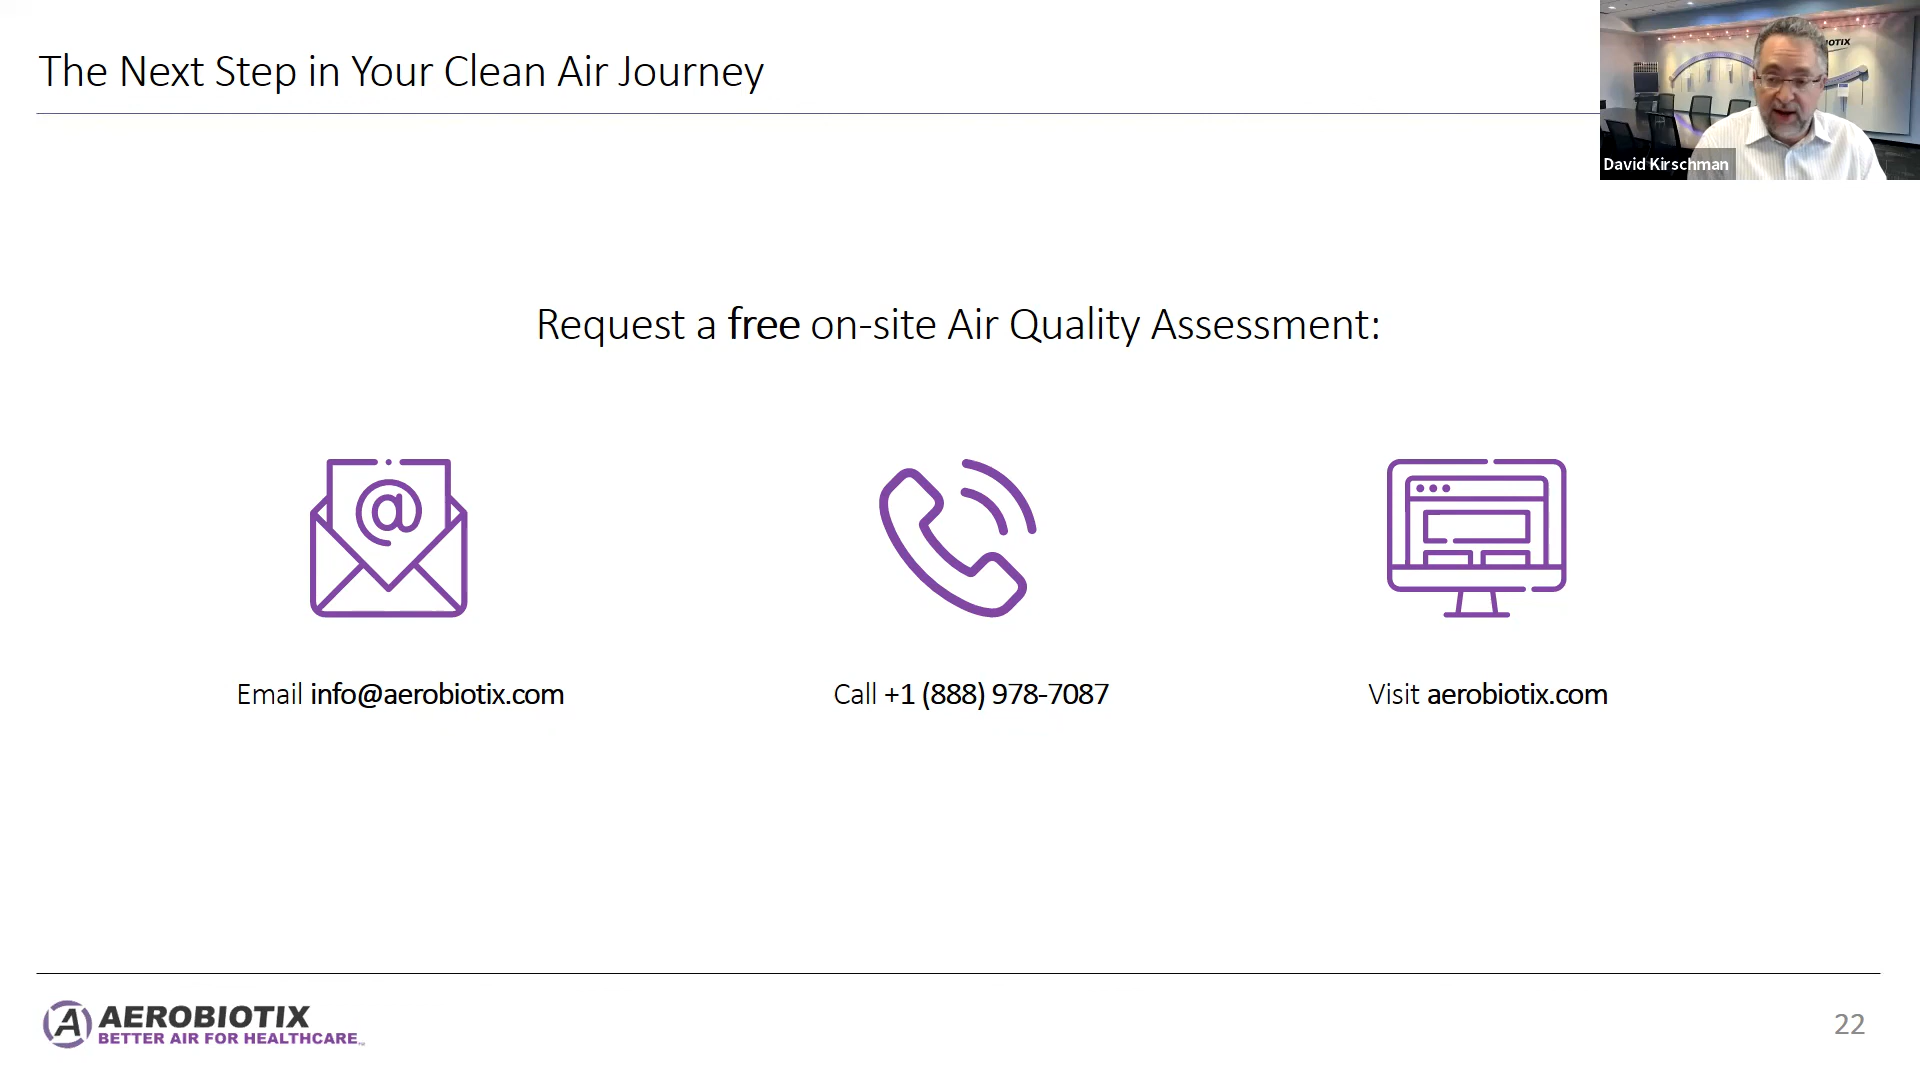 The Next Step in Your Clean Air Journey
David Kirschman
Request a free on-site Air Quality Assessment:
Email info@aerobiotix.com
Call +1 (888) 978-7087
Visit aerobiotix.com
AEROBIOTIX
BETTER AIR FOR HEALTHCARE
22